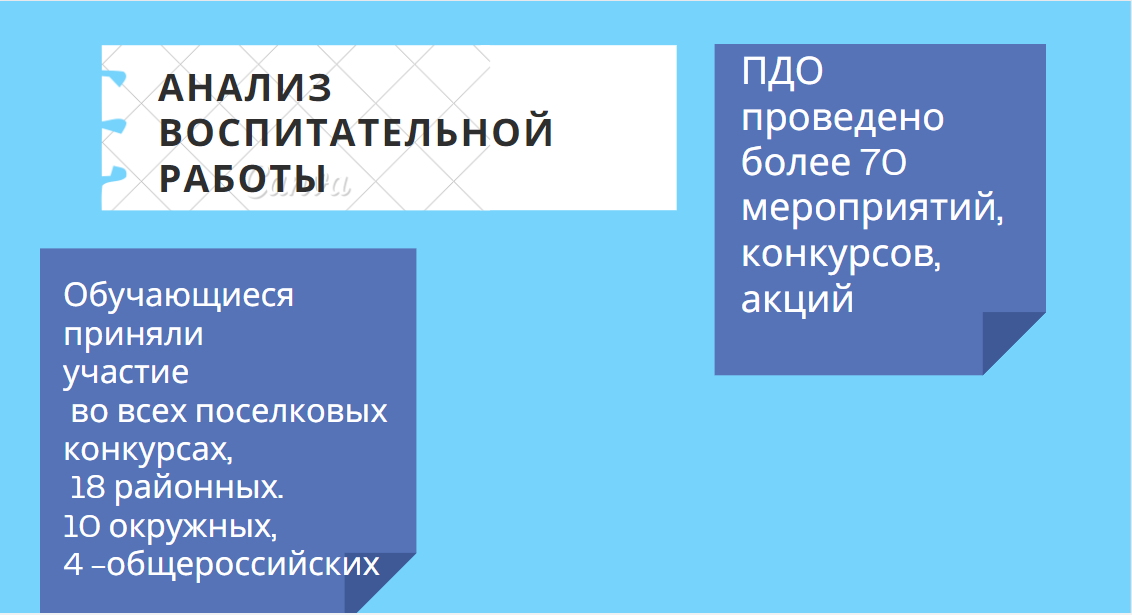 АНАЛИЗ
ВОСПИТАТЕЛЬНОЙ
РАБОТЫ
Canva
ПДО
проведено
более 70
мероприятий,
конкурсов,
акций
Обучающиеся
приняли
участие
во всех поселковых
конкурсах,
18 районных.
10 окружных,
4 –общероссийских